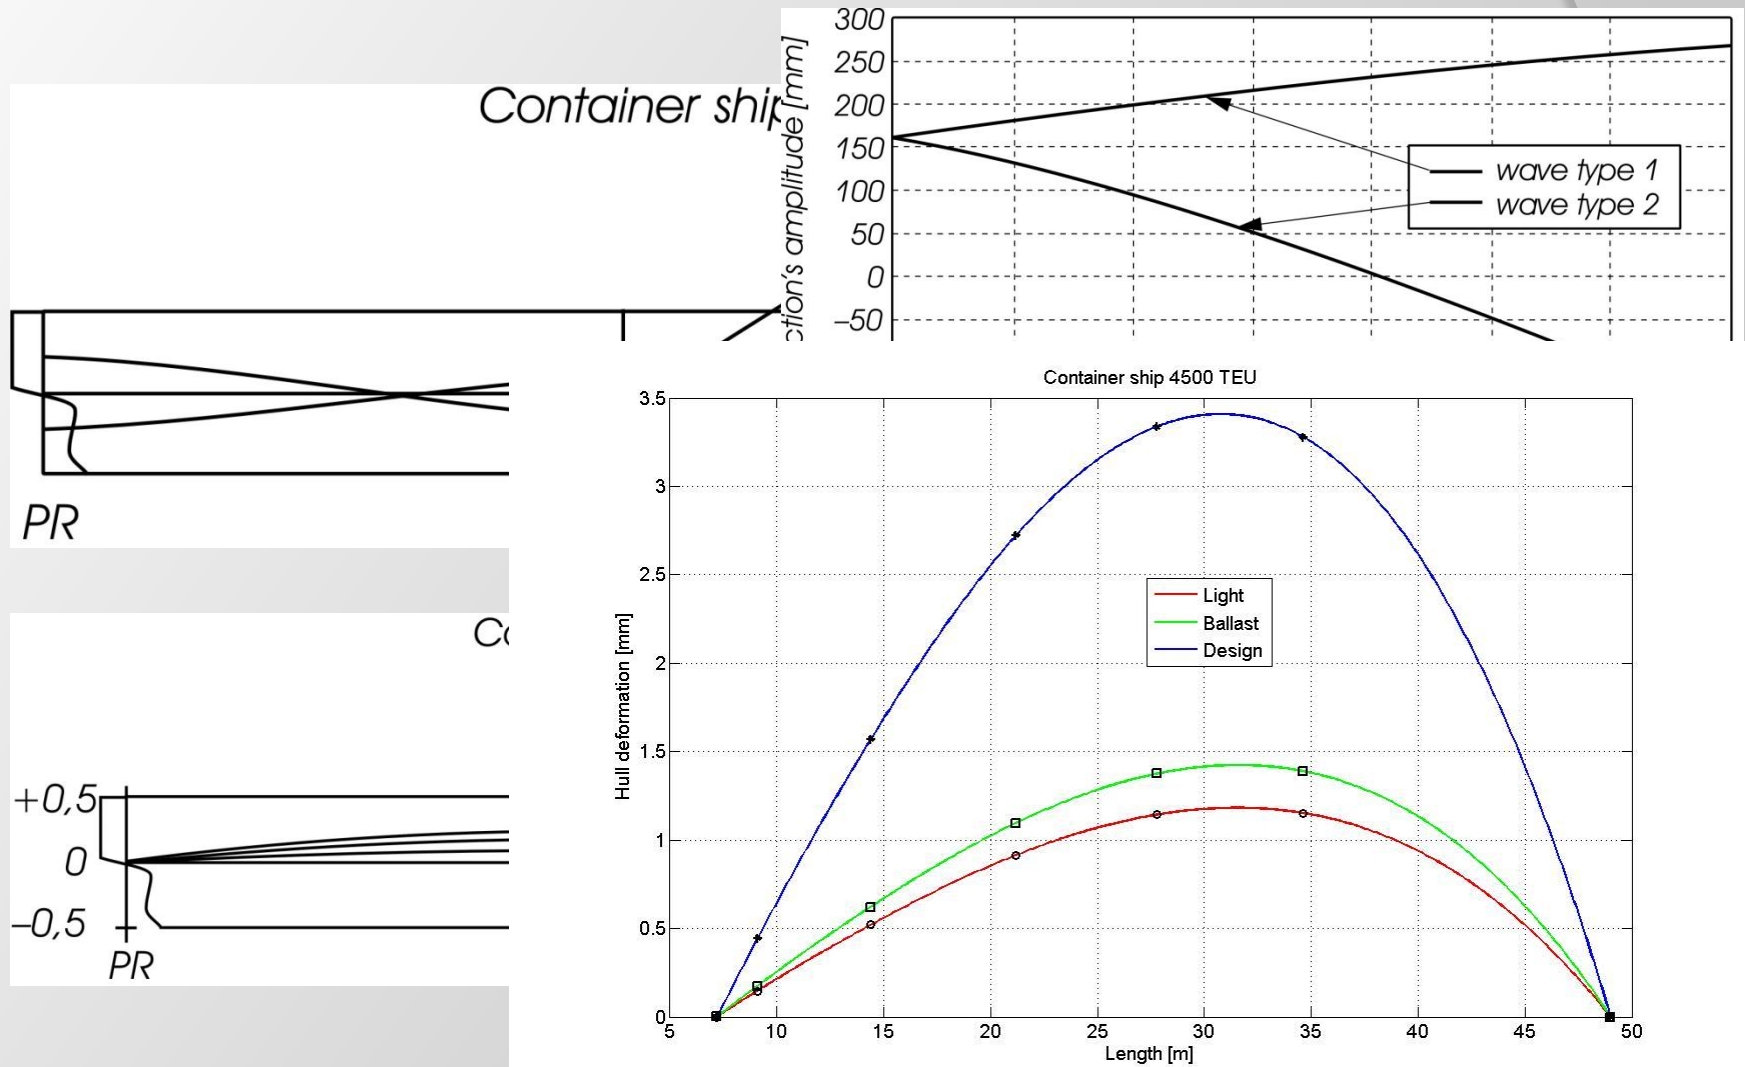 Container ship
PR
300
250
200
150
100
50
0
–50
ction's amplitude [mm]
wave type 1
wave type 2
+0,5
0
–0,5
PR
Container ship 4500 TEU
3.5
3
2.5
2
1.5
1
0.5
0
Hull deformation [mm]
Light
Ballast
Design
5 10 15 20 25 30 35 40 45 50
Length [m]